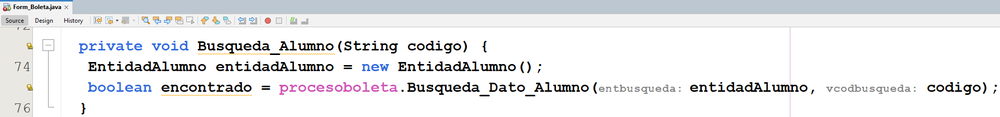 Form_Boleta.java
Source Design History
72
private void Busqueda_Alumno(String codigo) {
74 EntidadAlumno entidadAlumno = new EntidadAlumno();
boolean encontrado = procesoboleta.Busqueda_Dato_Alumno(entbusqueda: entidadAlumno, vcodbusqueda: codigo);
76 }